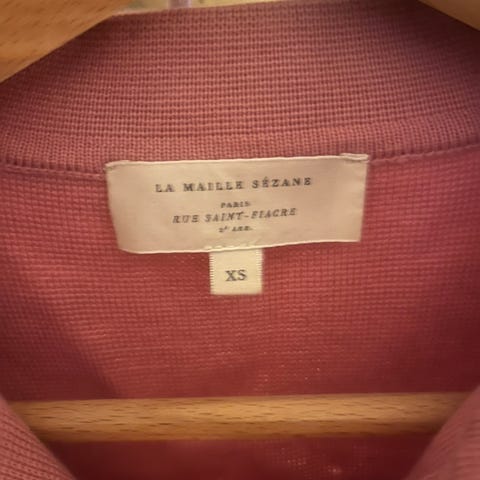 LA MAILLE SÉZANE
PARIS
RUE SAINT-FIACRE
2ᵉ ARR.
XS